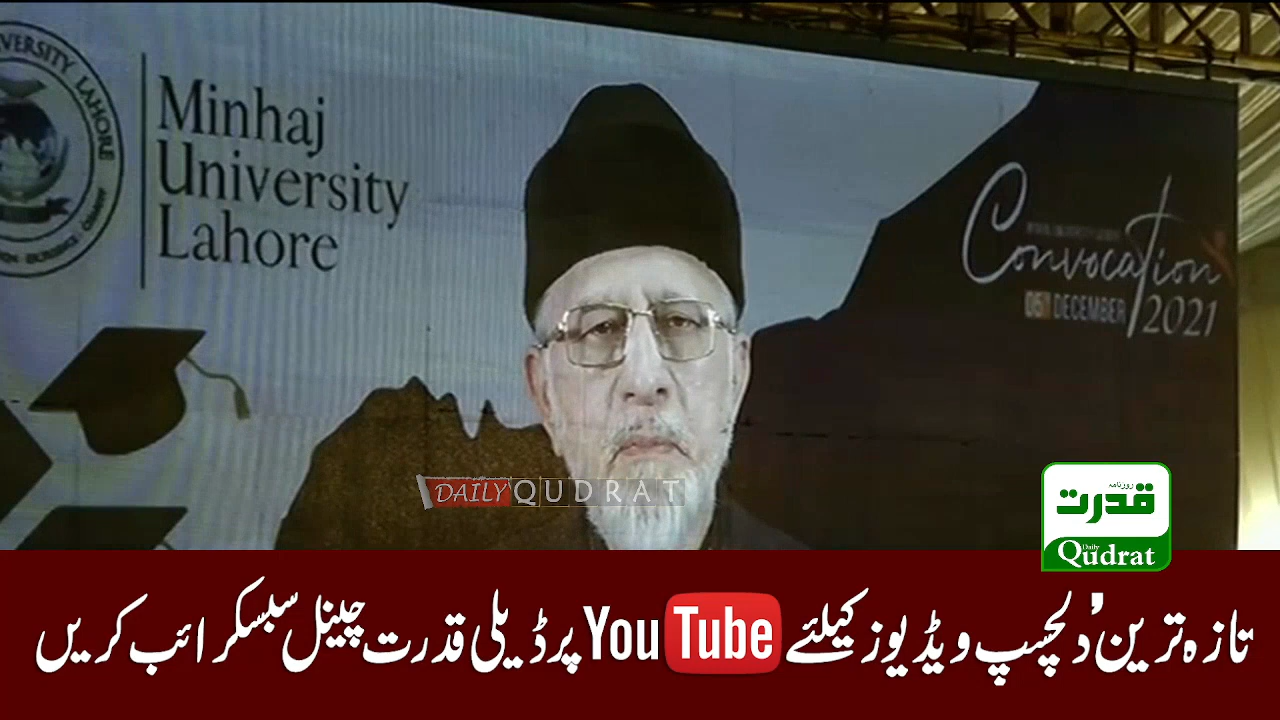 Minhaj
University
Lahore
Convocation
DECEMBER
2021
DAILY QUDRAT
روزنامہ
قدرت
Daily
Qudrat
تازہ ترین، دلچسپ ویڈیوز کیلئے YouTube پر ڈیلی قدرت چینل سبسکرائب کریں